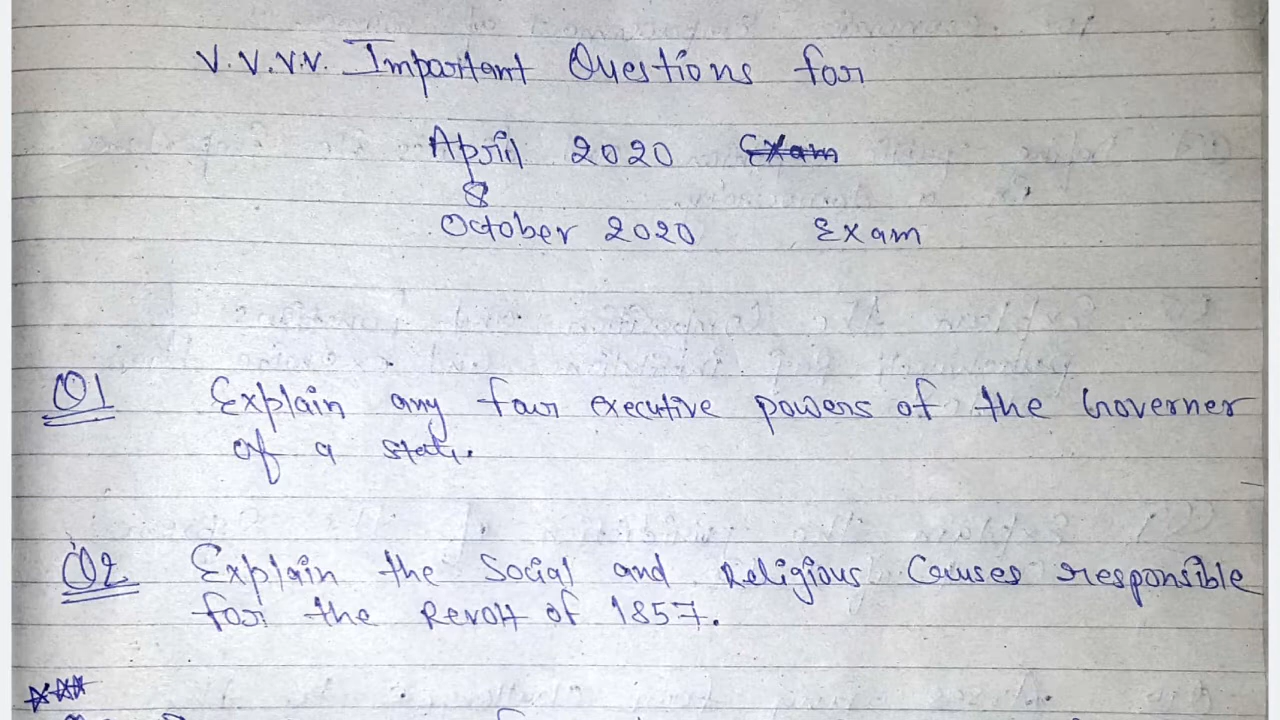 V.V.V.V. Important Questions for
April 2020 Exam
&
October 2020 Exam
Q1 Explain any four executive powers of the Governer
of a state.
Q2 Explain the Social and Religious Causes responsible
for the Revolt of 1857.